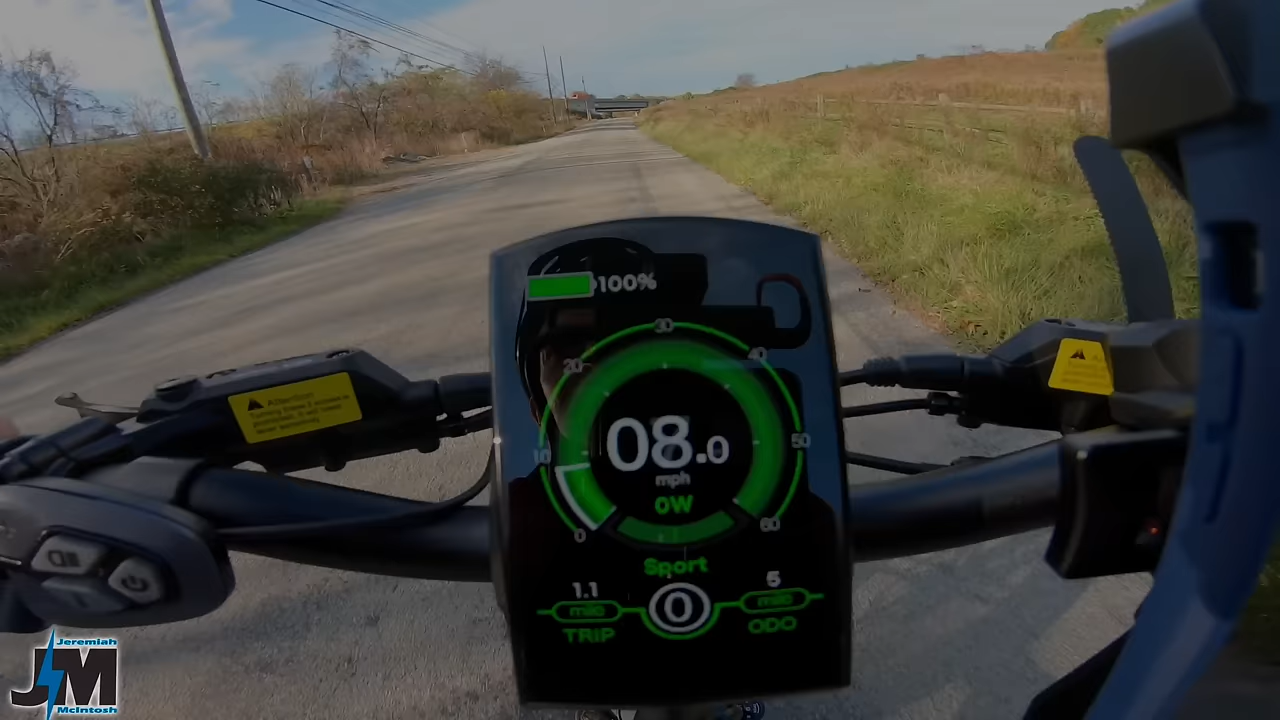 100%
30
20
40
08.0
10
50
mph
0W
0
60
Sport
1.1
5
mile
0
mile
TRIP
ODO
Attention
Jeremiah
JM
McIntosh